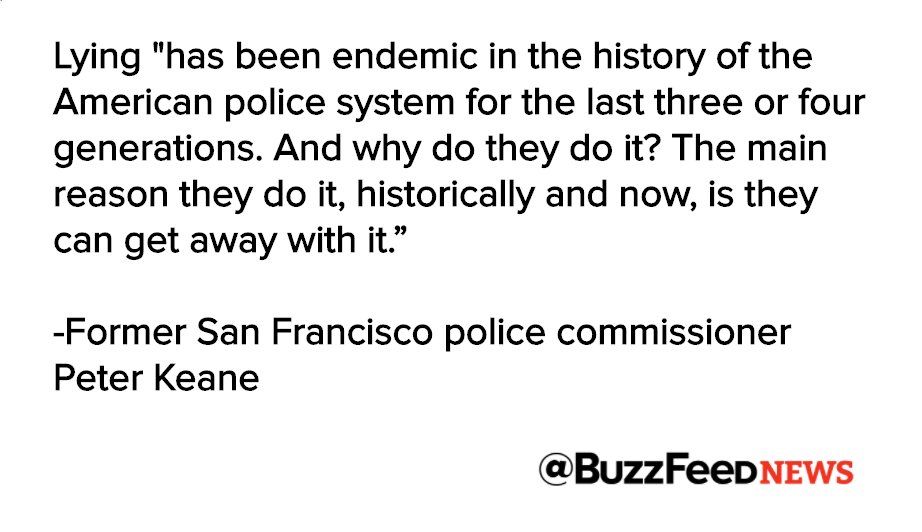 Lying "has been endemic in the history of the
American police system for the last three or four
generations. And why do they do it? The main
reason they do it, historically and now, is they
can get away with it.”
-Former San Francisco police commissioner
Peter Keane
@BuzzFeedNEWS